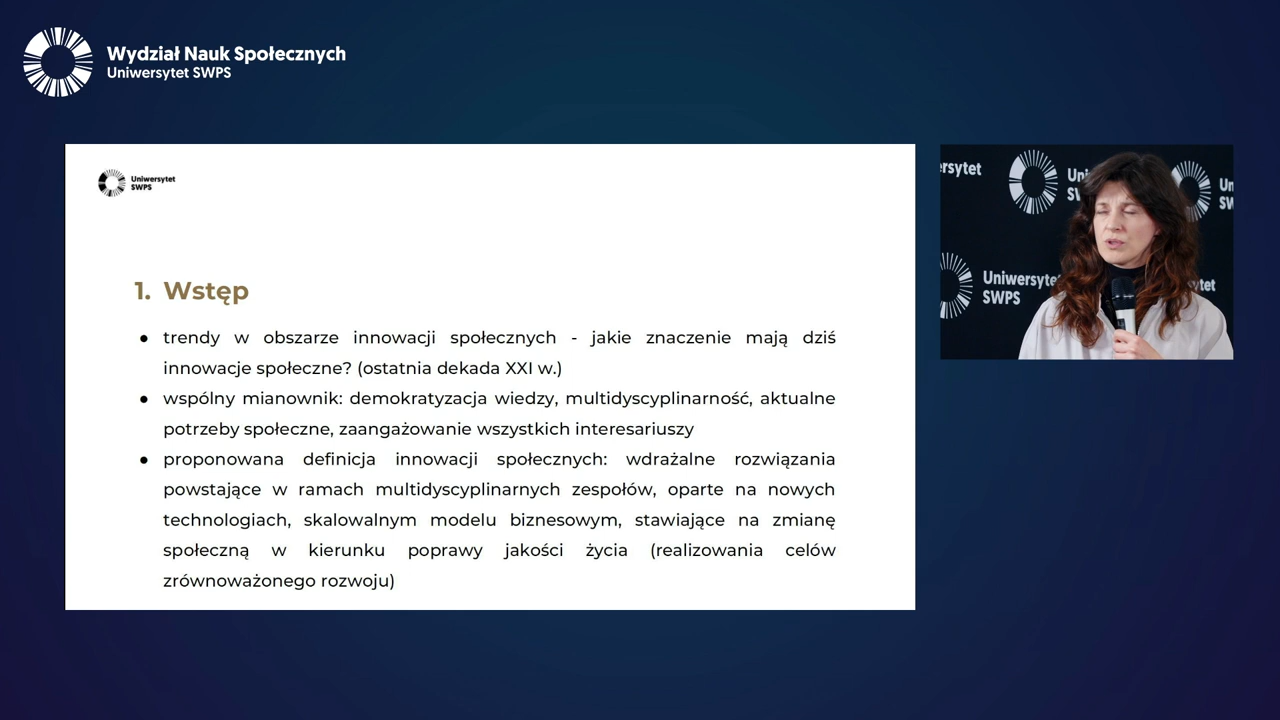 Wydział Nauk Społecznych
Uniwersytet SWPS
Uniwersytet
SWPS
1. Wstęp
● trendy w obszarze innowacji społecznych - jakie znaczenie mają dziś
innowacje społeczne? (ostatnia dekada XXI w.)
● wspólny mianownik: demokratyzacja wiedzy, multidyscyplinarność, aktualne
potrzeby społeczne, zaangażowanie wszystkich interesariuszy
● proponowana definicja innowacji społecznych: wdrażalne rozwiązania
powstające w ramach multidyscyplinarnych zespołów, oparte na nowych
technologiach, skalowalnym modelu biznesowym, stawiające na zmianę
społeczną w kierunku poprawy jakości życia (realizowania celów
zrównoważonego rozwoju)
Uniwersytet
SWPS